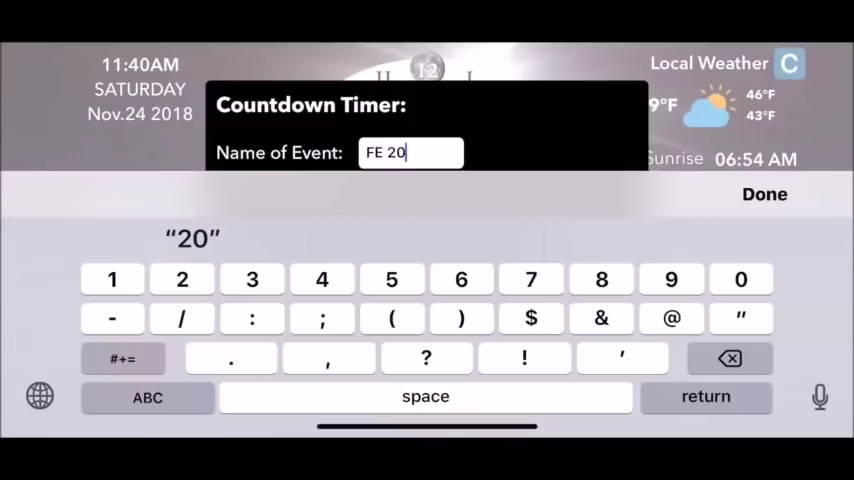 11:40AM
SATURDAY
Nov.24 2018
II 12 I
Local Weather C
9°F
46°F
43°F
Sunrise 06:54 AM
Countdown Timer:
Name of Event: FE 20
Done
“20”
1 2 3 4 5 6 7 8 9 0
- / : ; ( ) $ & @ "
#+= . , ? ! '
ABC space return